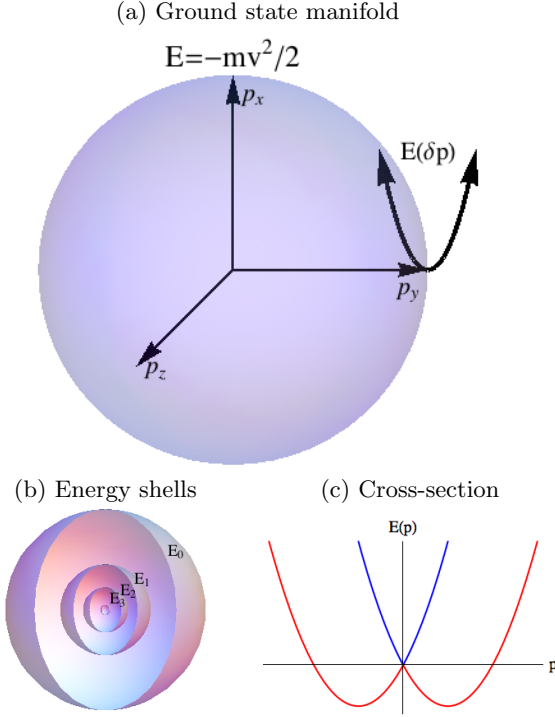 (a) Ground state manifold
E=−mv²/2
pₓ
E(δp)
p_y
p_z
(b) Energy shells
(c) Cross-section
E₀
E₁
E₂
E₃
E(p)
p